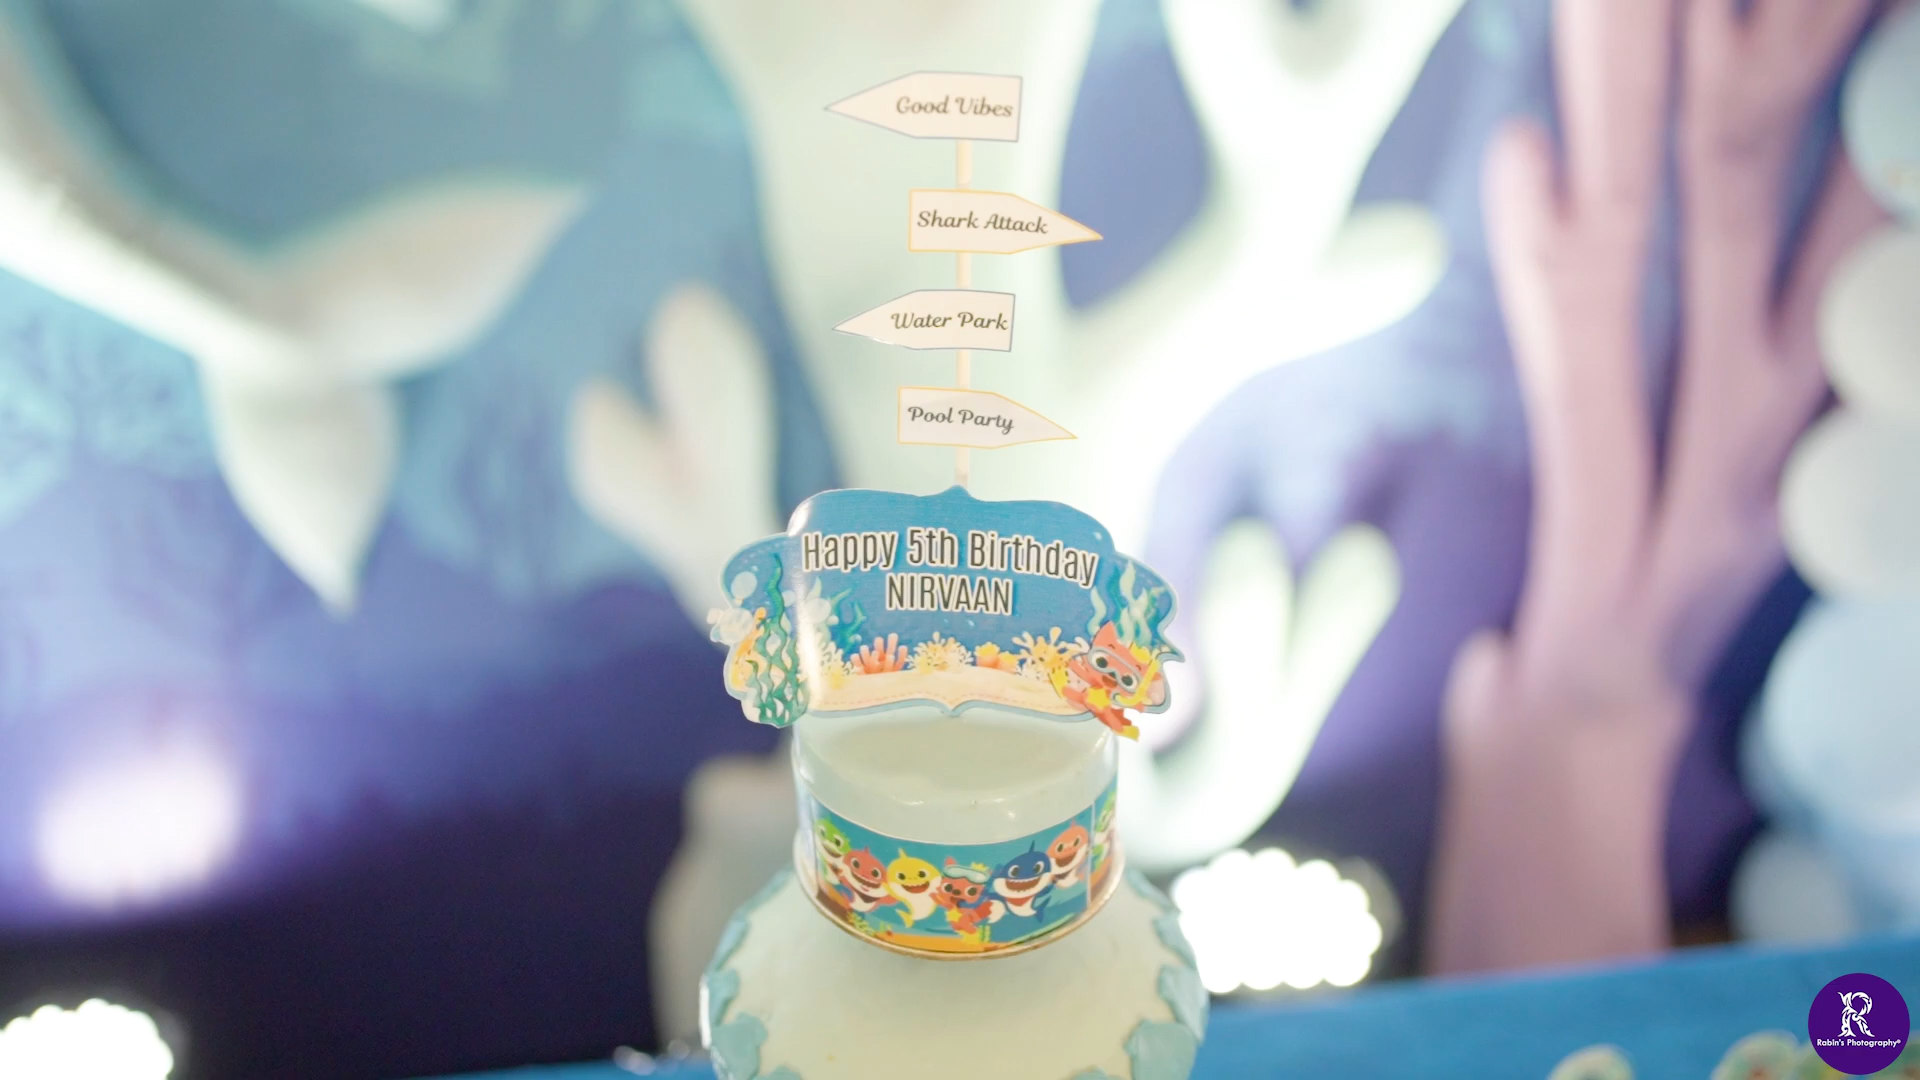 Good Vibes
Shark Attack
Water Park
Pool Party
Happy 5th Birthday
NIRVAAN
R
Rabin's Photography®